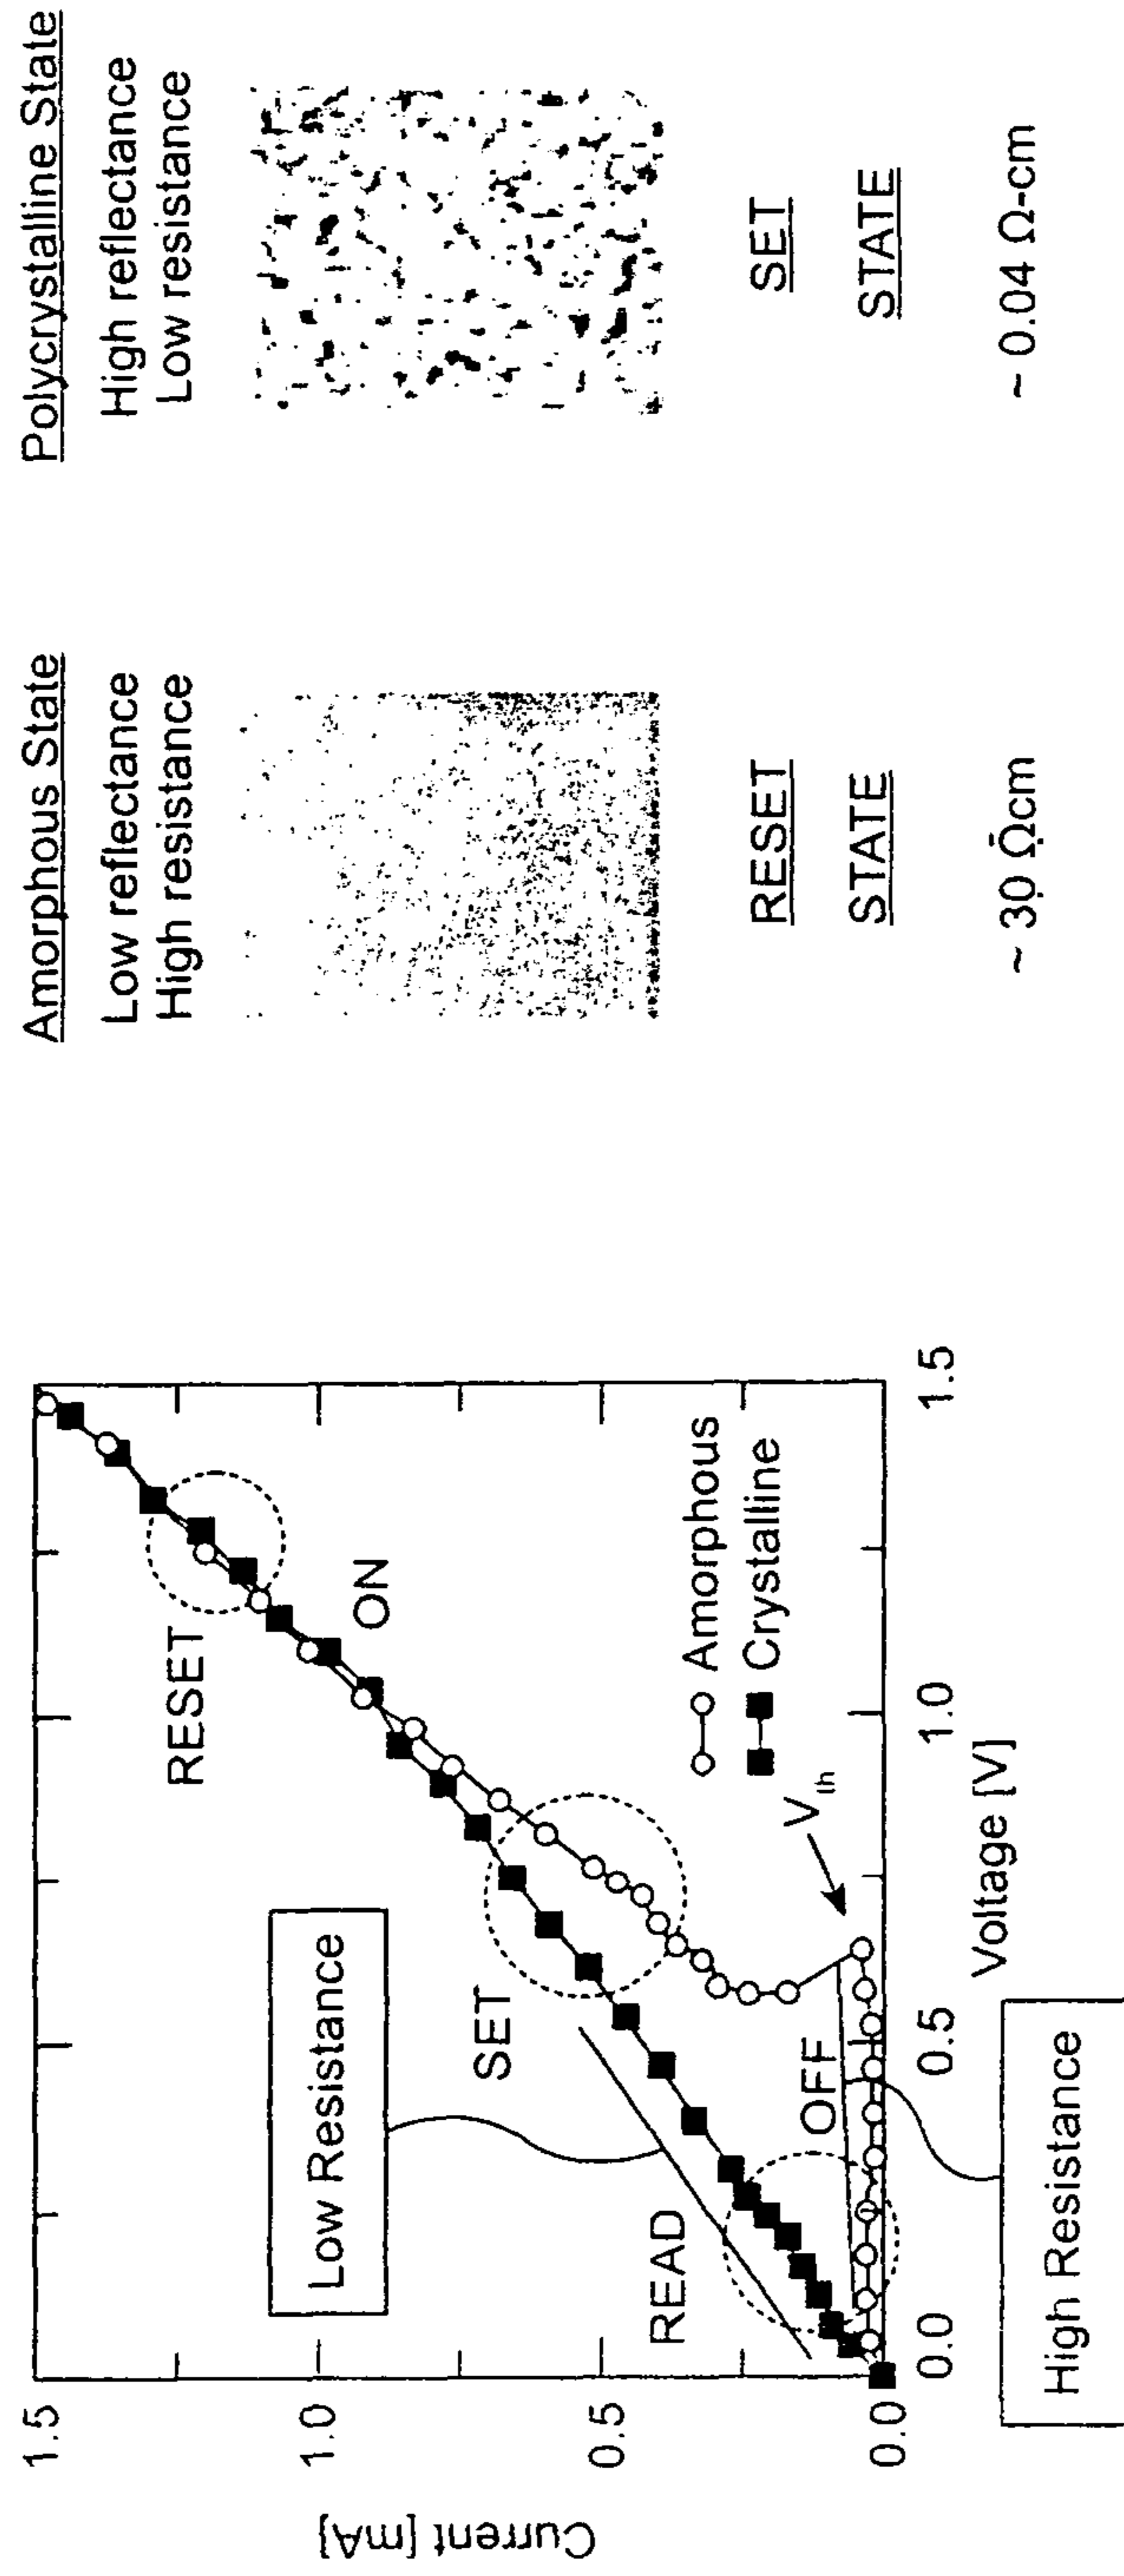 1.5
1.0
0.5
0.0
Current [mA]
0.0
0.5
1.0
1.5
Voltage [V]
Low Resistance
READ
SET
RESET
ON
OFF
Vth
Amorphous
Crystalline
High Resistance
Amorphous State
Low reflectance
High resistance
RESET
STATE
~ 30 Ωcm
Polycrystalline State
High reflectance
Low resistance
SET
STATE
~ 0.04 Ω-cm